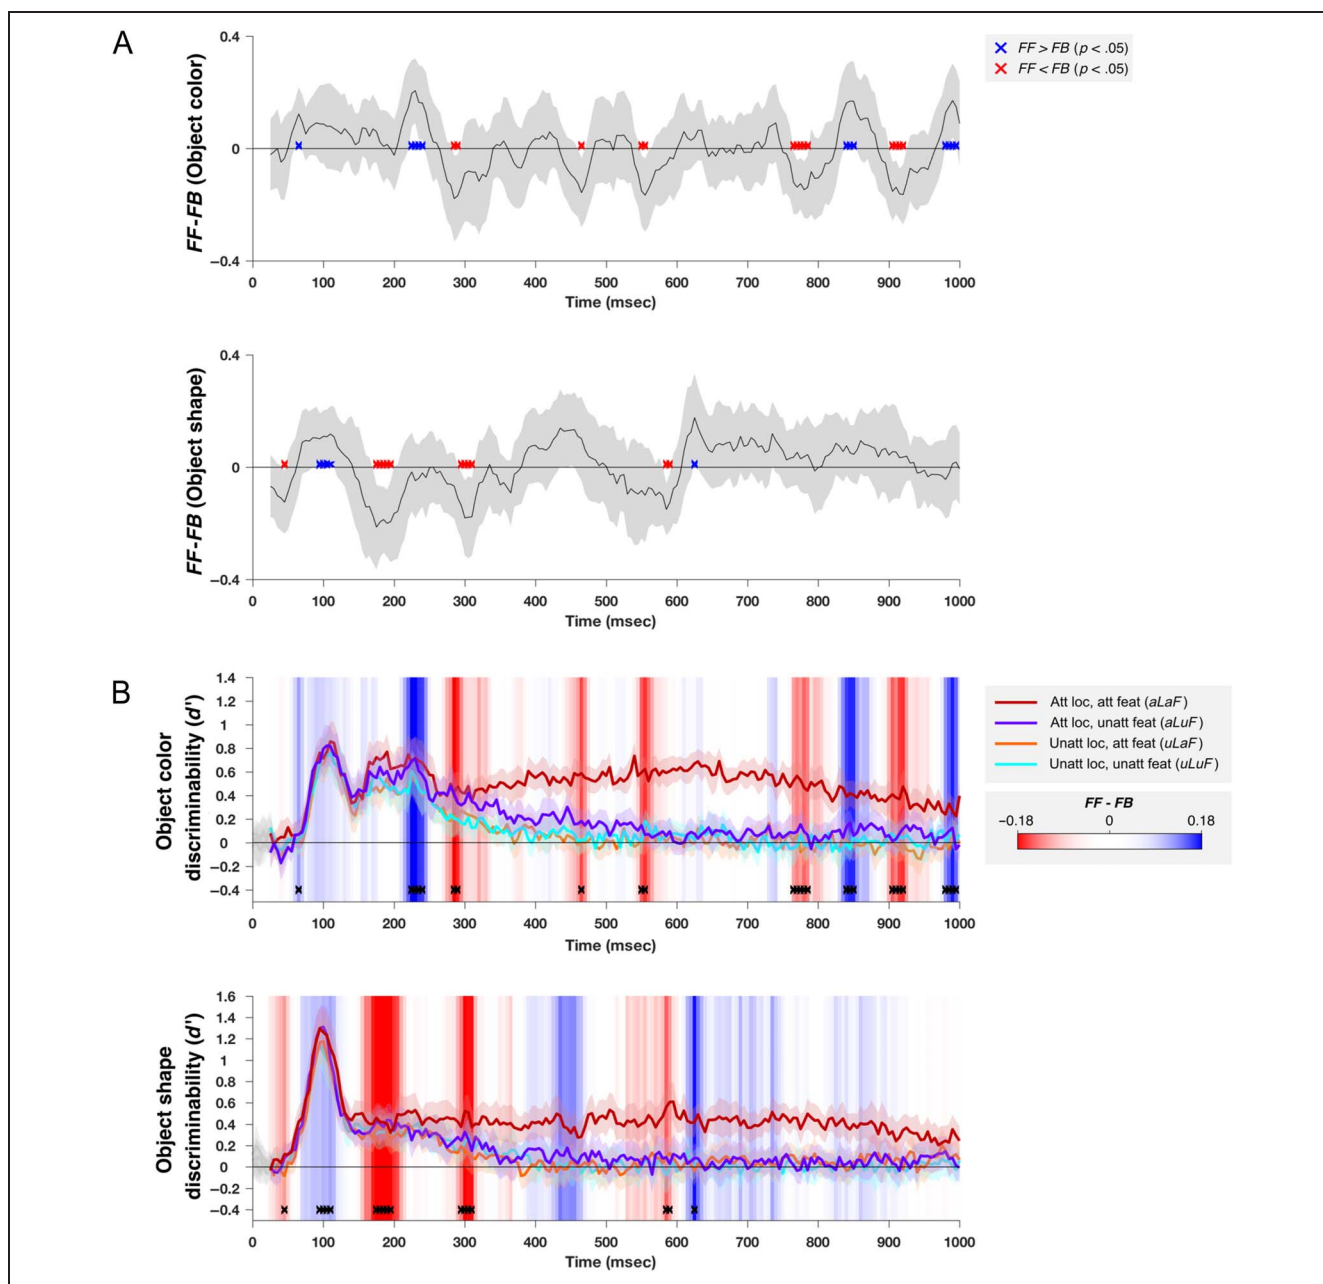 A
FF-FB (Object color)
0.4
0
−0.4
0 100 200 300 400 500 600 700 800 900 1000
Time (msec)
FF > FB (p < .05)
FF < FB (p < .05)
FF-FB (Object shape)
0.4
0
−0.4
0 100 200 300 400 500 600 700 800 900 1000
Time (msec)
B
Object color
discriminability (d')
1.4
1.2
1
0.8
0.6
0.4
0.2
0
−0.2
−0.4
0 100 200 300 400 500 600 700 800 900 1000
Time (msec)
Att loc, att feat (aLaF)
Att loc, unatt feat (aLuF)
Unatt loc, att feat (uLaF)
Unatt loc, unatt feat (uLuF)
FF - FB
−0.18 0 0.18
Object shape
discriminability (d')
1.6
1.4
1.2
1
0.8
0.6
0.4
0.2
0
−0.2
−0.4
0 100 200 300 400 500 600 700 800 900 1000
Time (msec)